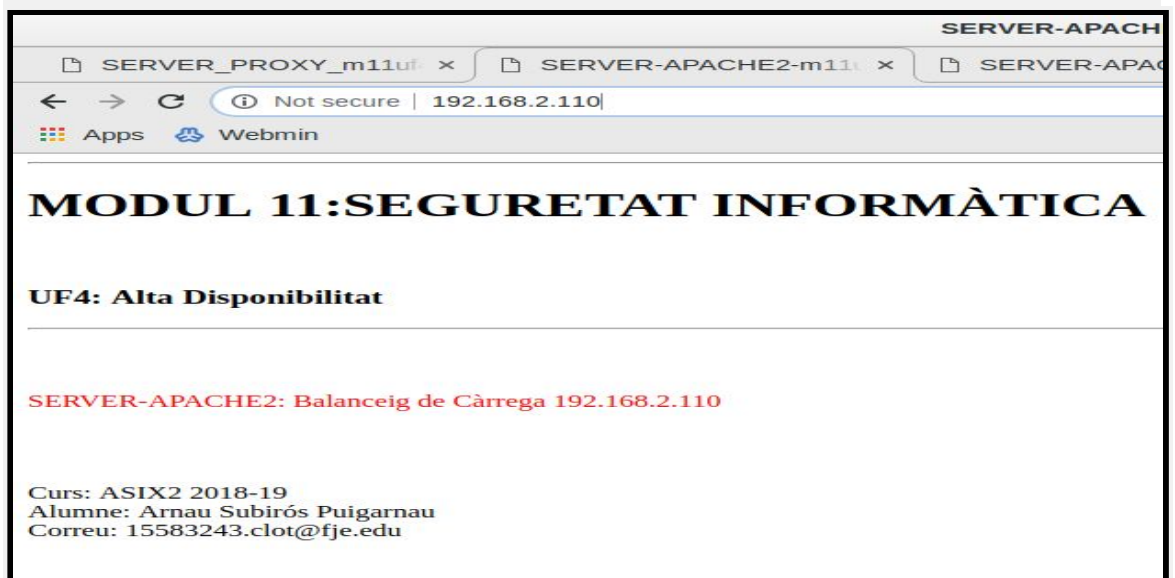 SERVER-APACH
SERVER_PROXY_m11uf SERVER-APACHE2-m11 SERVER-APAC
Not secure | 192.168.2.110
Apps Webmin
MODUL 11:SEGURETAT INFORMÀTICA
UF4: Alta Disponibilitat
SERVER-APACHE2: Balanceig de Càrrega 192.168.2.110
Curs: ASIX2 2018-19
Alumne: Arnau Subirós Puigarnau
Correu: 15583243.clot@fje.edu